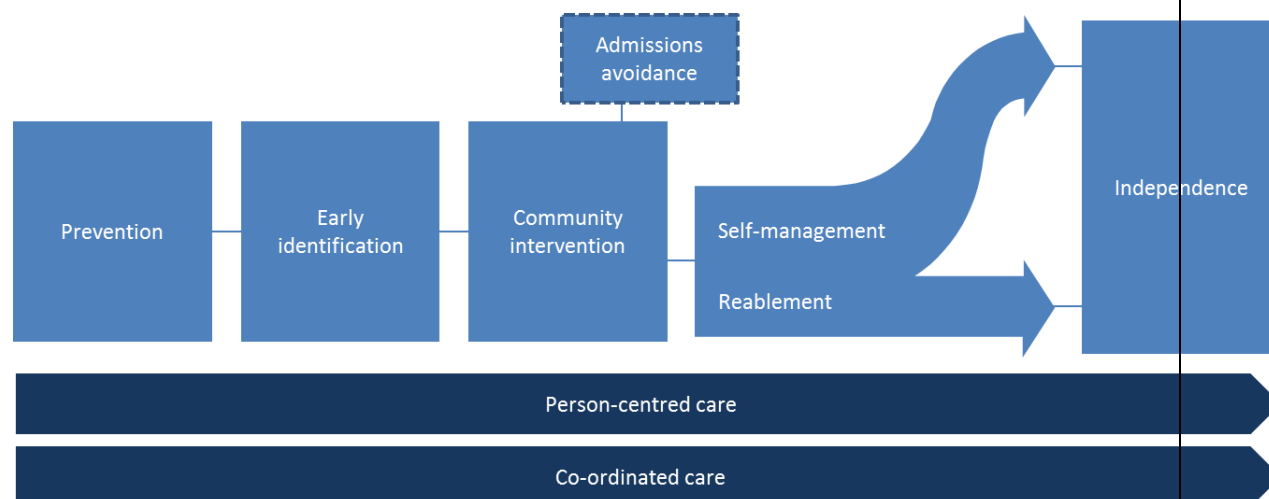 Admissions
avoidance
Prevention
Early
identification
Community
intervention
Self-management
Reablement
Independence
Person-centred care
Co-ordinated care